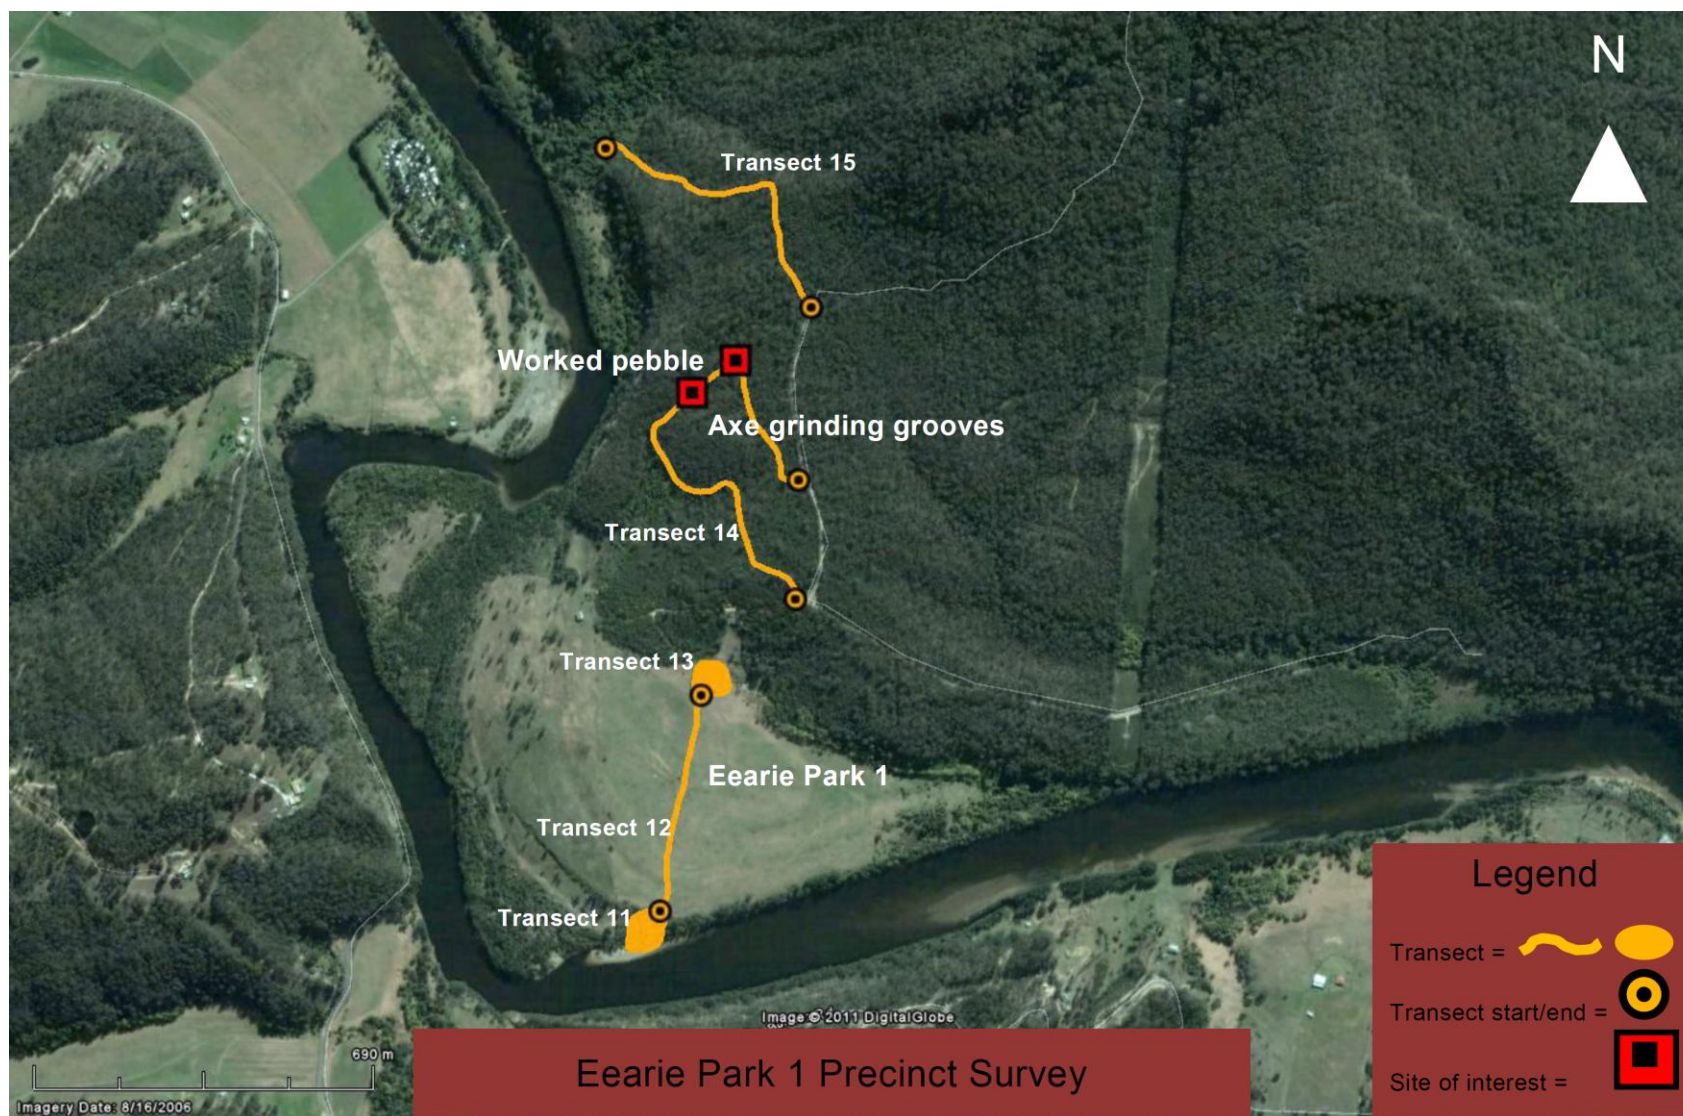 N
Transect 15
Worked pebble
Axe grinding grooves
Transect 14
Transect 13
Eearie Park 1
Transect 12
Transect 11
Legend
Transect =
Transect start/end =
Site of interest =
Image © 2011 DigitalGlobe
690 m
Eearie Park 1 Precinct Survey
Imagery Date: 8/16/2006